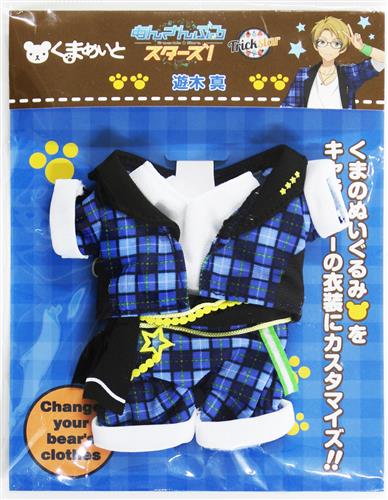 くまめいと
あんさんぶるスターズ!
Trickstar
遊木 真
くまのぬいぐるみを
キャラクターの衣装にカスタマイズ!!
Change
your
bear's
clothes